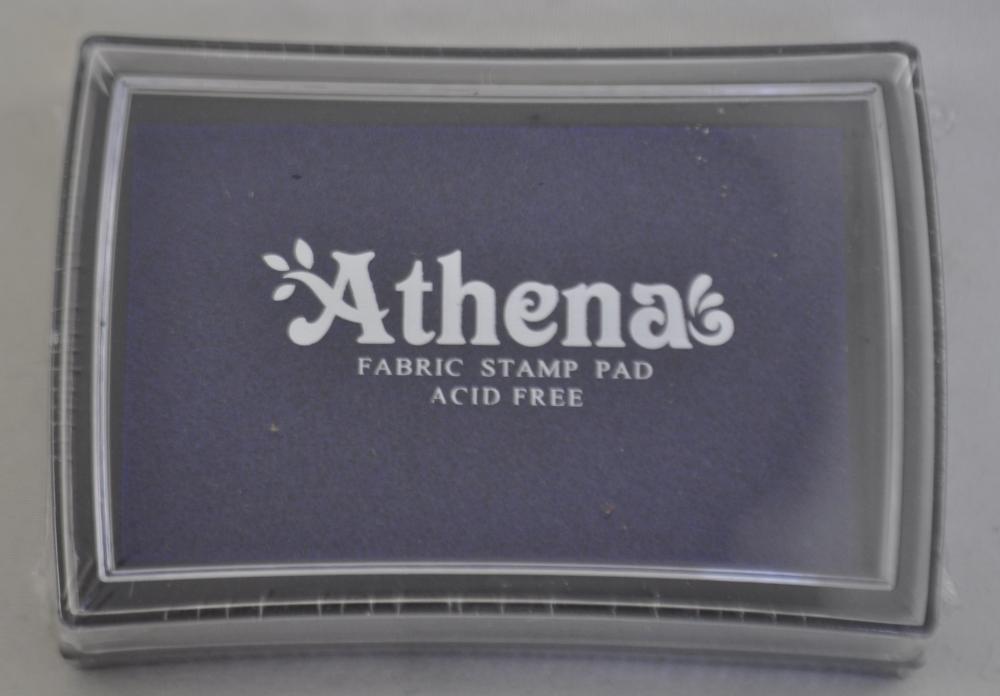 Athena
FABRIC STAMP PAD
ACID FREE